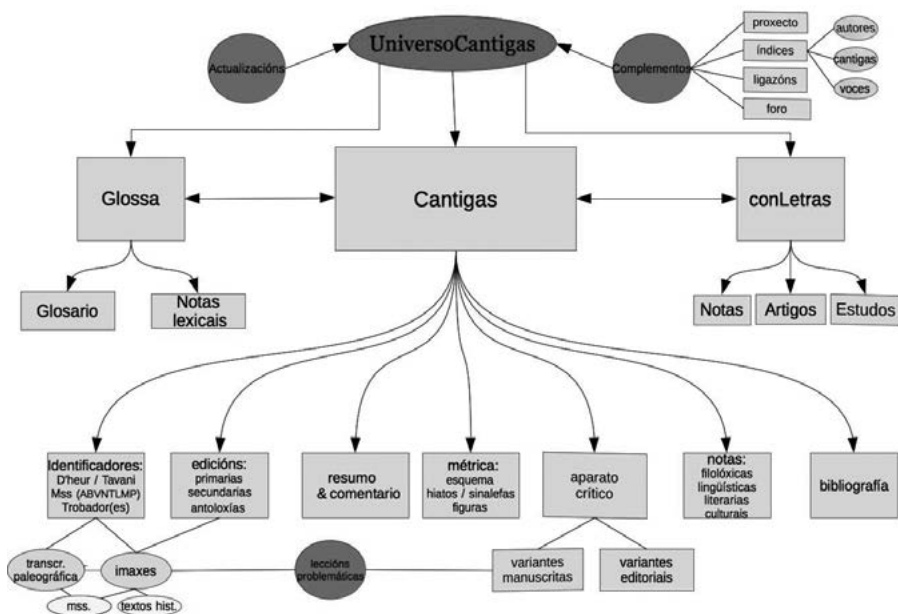 UniversoCantigas
Actualizacións
Complementos
proxecto
índices
ligazóns
foro
autores
cantigas
voces
Glossa
Cantigas
conLetras
Glosario
Notas
lexicais
Notas
Artigos
Estudos
Identificadores:
D'heur / Tavani
Mss (ABVNTLMP)
Trobador(es)
edicións:
primarias
secundarias
antoloxías
resumo
& comentario
métrica:
esquema
hiatos / sinalefas
figuras
aparato
crítico
notas:
filolóxicas
lingüísticas
literarias
culturais
bibliografía
transcr.
paleográfica
imaxes
mss.
textos hist.
leccións
problemáticas
variantes
manuscritas
variantes
editoriais